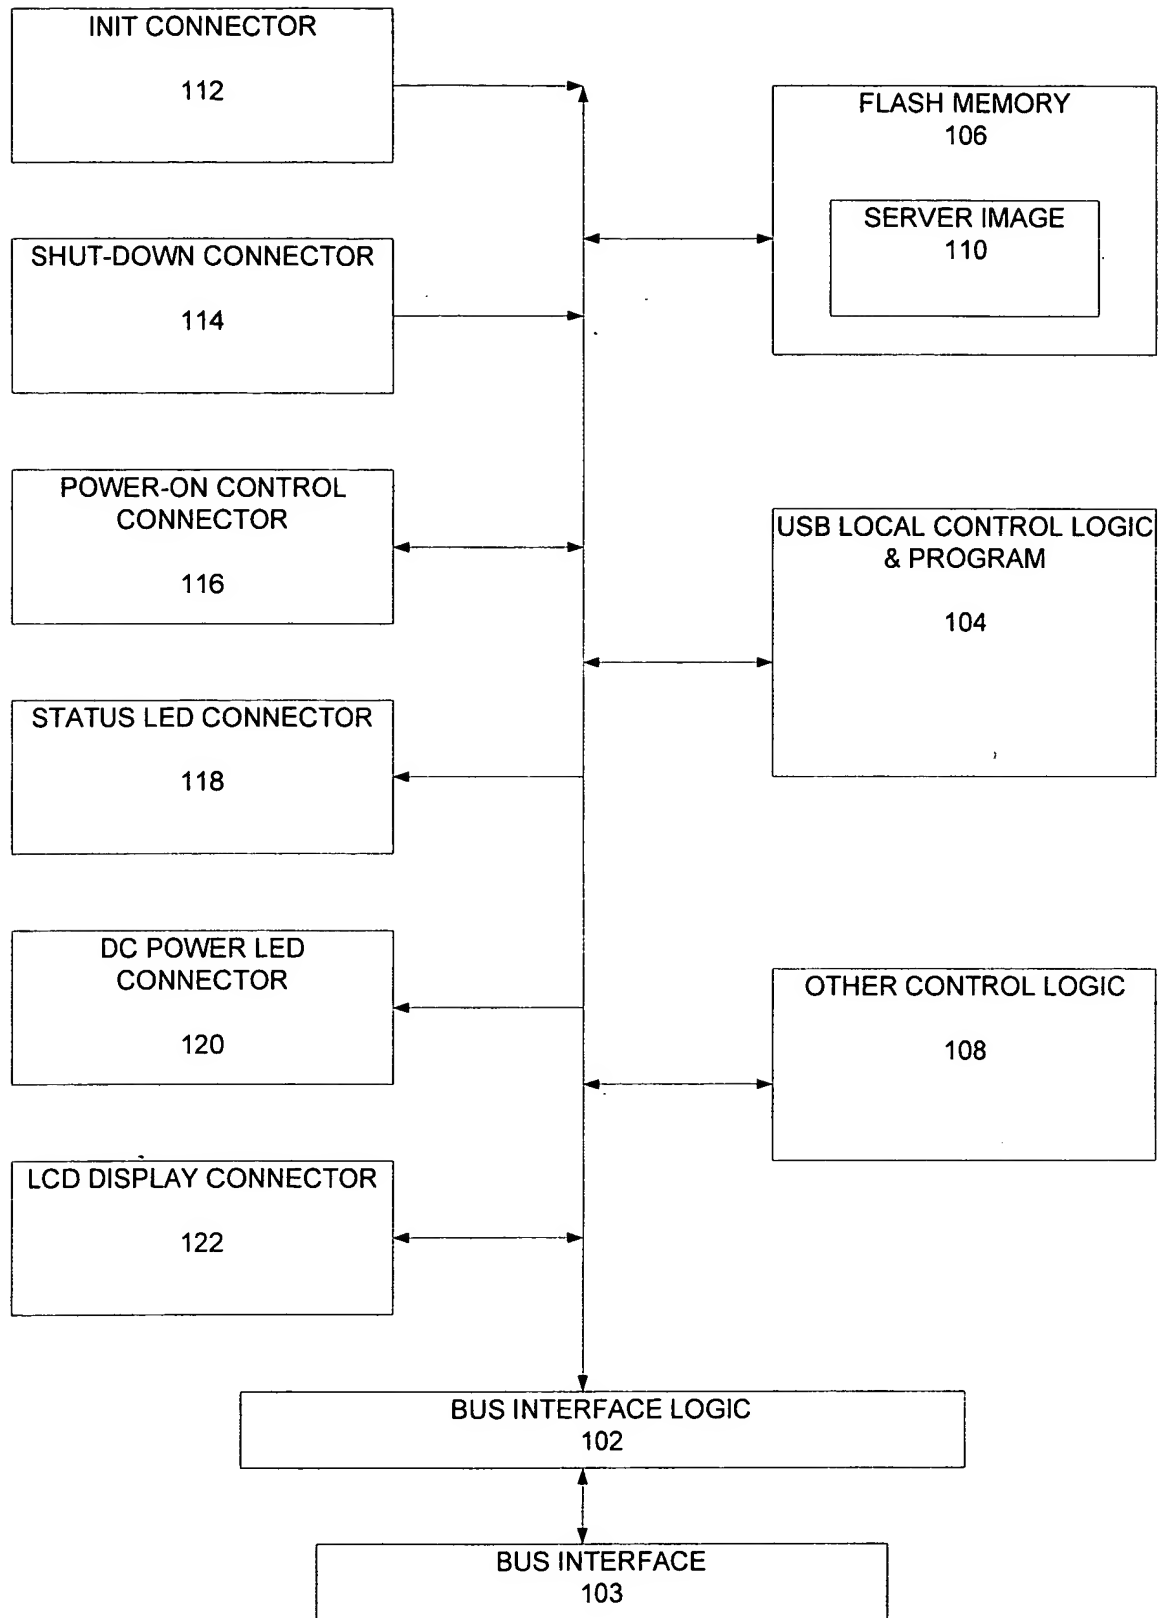 INIT CONNECTOR
112
SHUT-DOWN CONNECTOR
114
POWER-ON CONTROL
CONNECTOR
116
STATUS LED CONNECTOR
118
DC POWER LED
CONNECTOR
120
LCD DISPLAY CONNECTOR
122
FLASH MEMORY
106
SERVER IMAGE
110
USB LOCAL CONTROL LOGIC
& PROGRAM
104
OTHER CONTROL LOGIC
108
BUS INTERFACE LOGIC
102
BUS INTERFACE
103